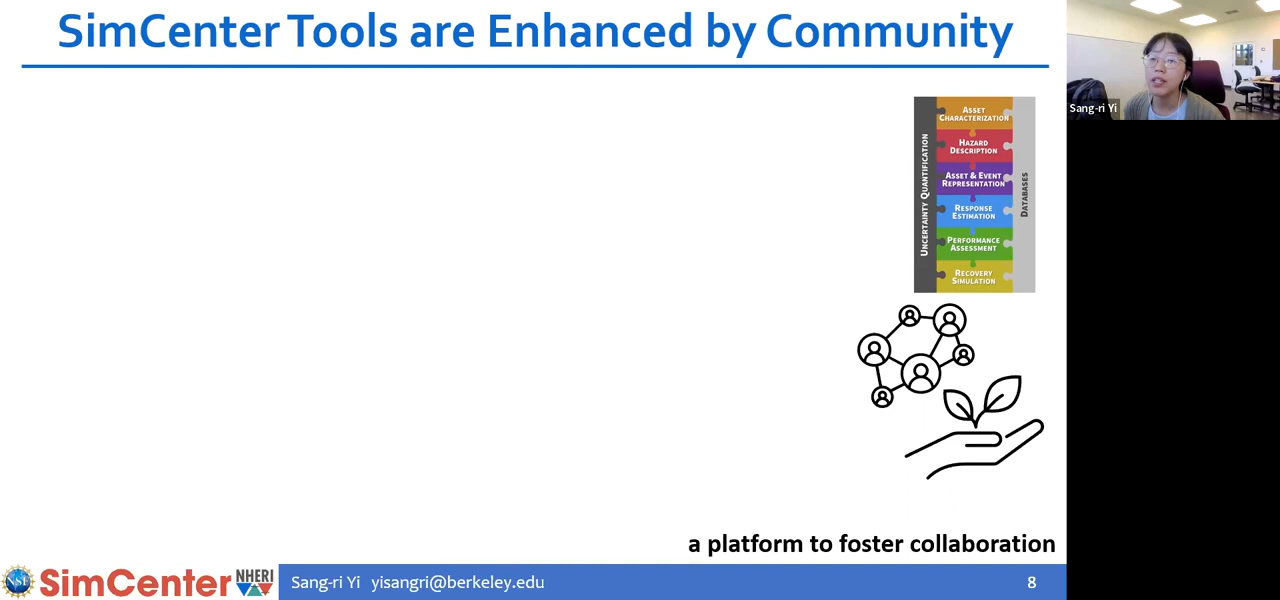 SimCenter Tools are Enhanced by Community
Sang-ri Yi
UNCERTAINTY QUANTIFICATION
ASSET
CHARACTERIZATION
HAZARD
DESCRIPTION
ASSET & EVENT
REPRESENTATION
RESPONSE
ESTIMATION
PERFORMANCE
ASSESSMENT
RECOVERY
SIMULATION
DATABASES
a platform to foster collaboration
NSF
SimCenter
NHERI
Sang-ri Yi yisangri@berkeley.edu
8